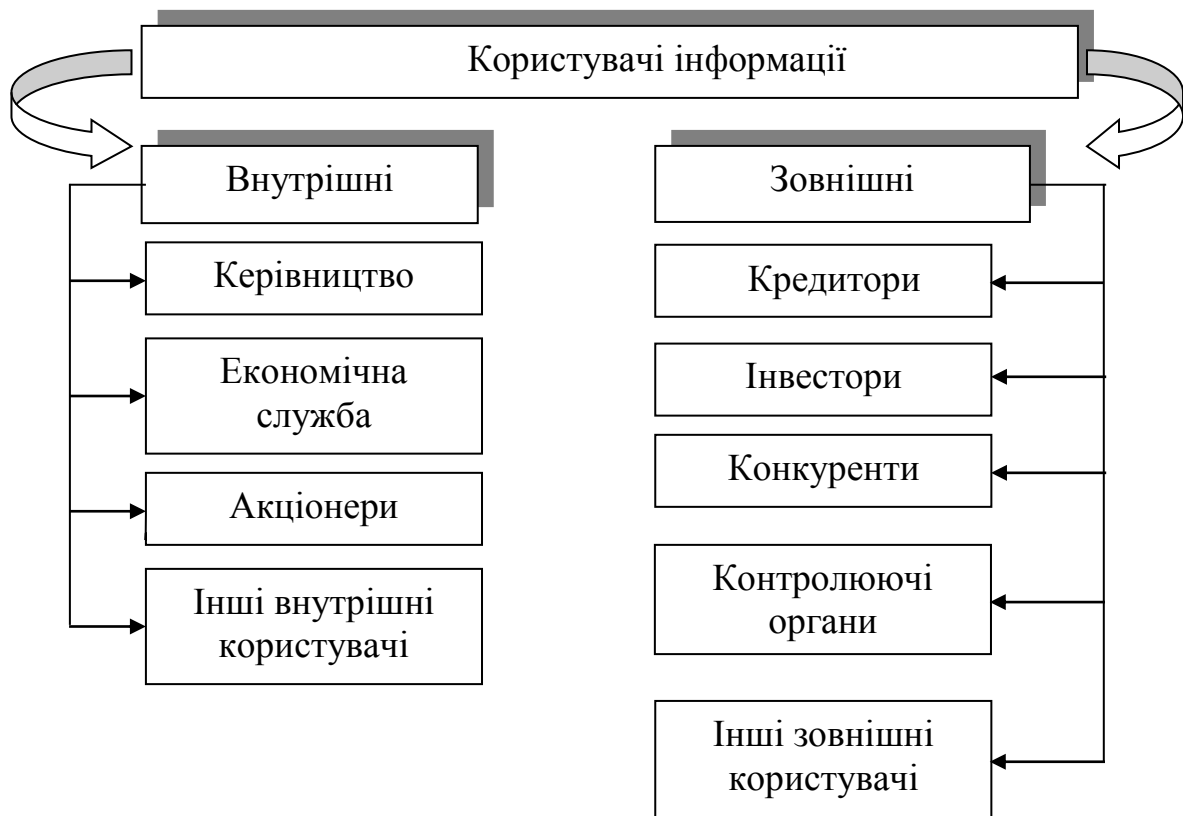 Користувачі інформації
Внутрішні
Керівництво
Економічна
служба
Акціонери
Інші внутрішні
користувачі
Зовнішні
Кредитори
Інвестори
Конкуренти
Контролюючі
органи
Інші зовнішні
користувачі